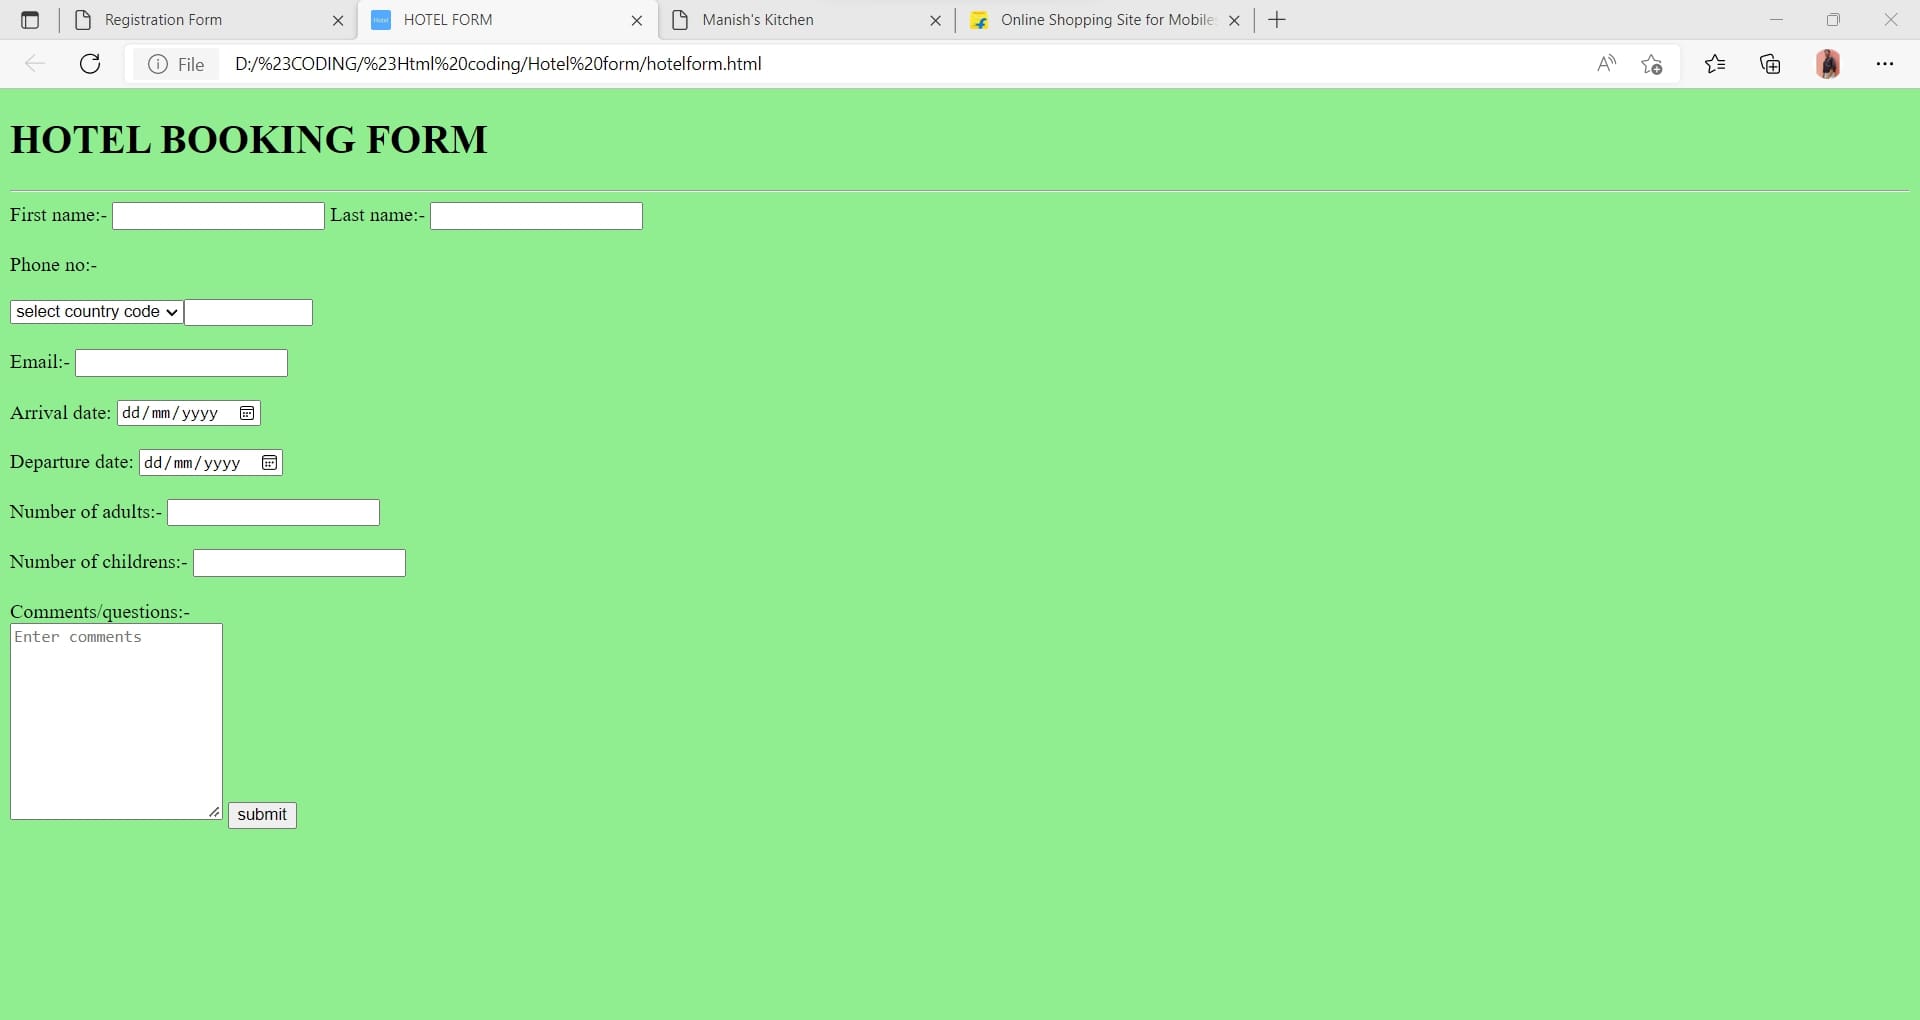 Registration Form HOTEL FORM Manish's Kitchen Online Shopping Site for Mobile
File D:/%23CODING/%23Html%20coding/Hotel%20form/hotelform.html
HOTEL BOOKING FORM
First name:- Last name:-
Phone no:-
select country code
Email:-
Arrival date: dd/mm/yyyy
Departure date: dd/mm/yyyy
Number of adults:-
Number of childrens:-
Comments/questions:-
Enter comments
submit